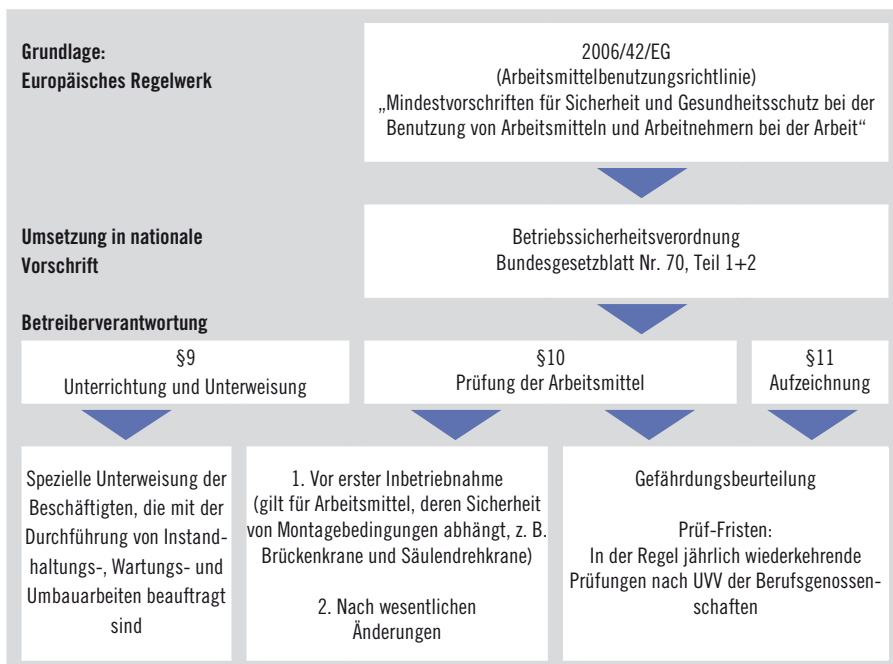 Grundlage:
Europäisches Regelwerk
2006/42/EG
(Arbeitsmittelbenutzungsrichtlinie)
„Mindestvorschriften für Sicherheit und Gesundheitsschutz bei der
Benutzung von Arbeitsmitteln und Arbeitnehmern bei der Arbeit“
Umsetzung in nationale
Vorschrift
Betriebssicherheitsverordnung
Bundesgesetzblatt Nr. 70, Teil 1+2
Betreiberverantwortung
§9
Unterrichtung und Unterweisung
§10
Prüfung der Arbeitsmittel
§11
Aufzeichnung
Spezielle Unterweisung der
Beschäftigten, die mit der
Durchführung von Instand-
haltungs-, Wartungs- und
Umbauarbeiten beauftragt
sind
1. Vor erster Inbetriebnahme
(gilt für Arbeitsmittel, deren Sicherheit
von Montagebedingungen abhängt, z. B.
Brückenkrane und Säulendrehkrane)
2. Nach wesentlichen
Änderungen
Gefährdungsbeurteilung
Prüf-Fristen:
In der Regel jährlich wiederkehrende
Prüfungen nach UVV der Berufsgenossen-
schaften